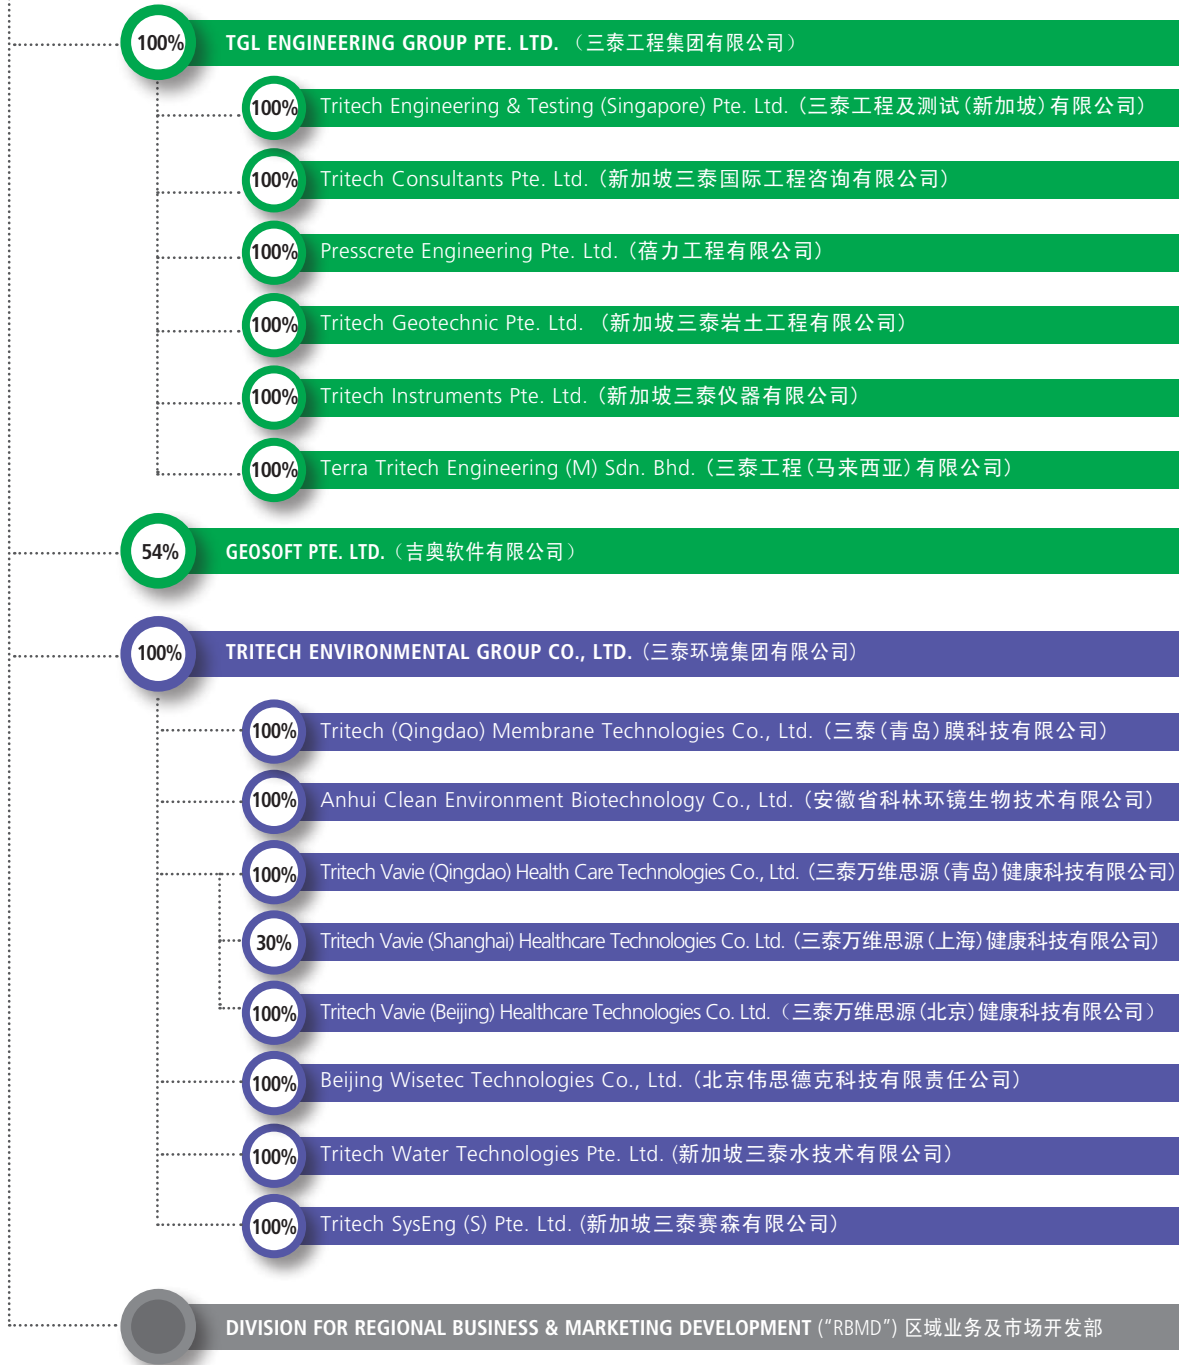 100% TGL ENGINEERING GROUP PTE. LTD. （三泰工程集团有限公司）
100% Tritech Engineering & Testing (Singapore) Pte. Ltd. (三泰工程及测试(新加坡)有限公司)
100% Tritech Consultants Pte. Ltd. (新加坡三泰国际工程咨询有限公司)
100% Presscrete Engineering Pte. Ltd. (蓓力工程有限公司)
100% Tritech Geotechnic Pte. Ltd. (新加坡三泰岩土工程有限公司)
100% Tritech Instruments Pte. Ltd. (新加坡三泰仪器有限公司)
100% Terra Tritech Engineering (M) Sdn. Bhd. (三泰工程(马来西亚)有限公司)
54% GEOSOFT PTE. LTD.（吉奥软件有限公司）
100% TRITECH ENVIRONMENTAL GROUP CO., LTD. (三泰环境集团有限公司)
100% Tritech (Qingdao) Membrane Technologies Co., Ltd. (三泰(青岛)膜科技有限公司)
100% Anhui Clean Environment Biotechnology Co., Ltd. (安徽省科林环镜生物技术有限公司)
100% Tritech Vavie (Qingdao) Health Care Technologies Co., Ltd. (三泰万维思源(青岛)健康科技有限公司)
30% Tritech Vavie (Shanghai) Healthcare Technologies Co. Ltd. (三泰万维思源(上海)健康科技有限公司)
100% Tritech Vavie (Beijing) Healthcare Technologies Co. Ltd.（三泰万维思源(北京)健康科技有限公司）
100% Beijing Wisetec Technologies Co., Ltd. (北京伟思德克科技有限责任公司)
100% Tritech Water Technologies Pte. Ltd. (新加坡三泰水技术有限公司)
100% Tritech SysEng (S) Pte. Ltd. (新加坡三泰赛森有限公司)
DIVISION FOR REGIONAL BUSINESS & MARKETING DEVELOPMENT ("RBMD") 区域业务及市场开发部